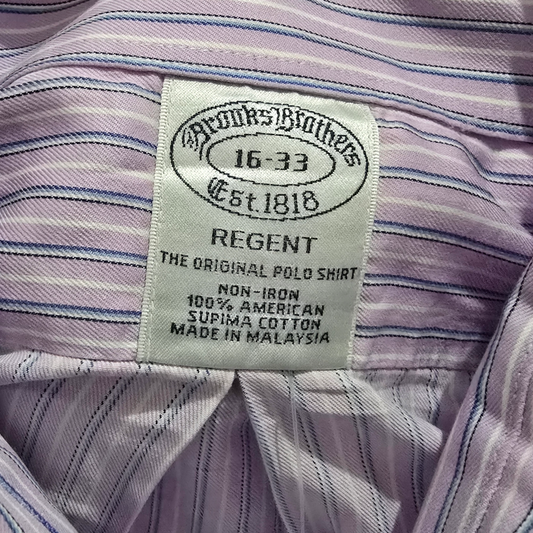 Brooks Brothers
16-33
Est. 1818
REGENT
THE ORIGINAL POLO SHIRT
NON-IRON
100% AMERICAN
SUPIMA COTTON
MADE IN MALAYSIA